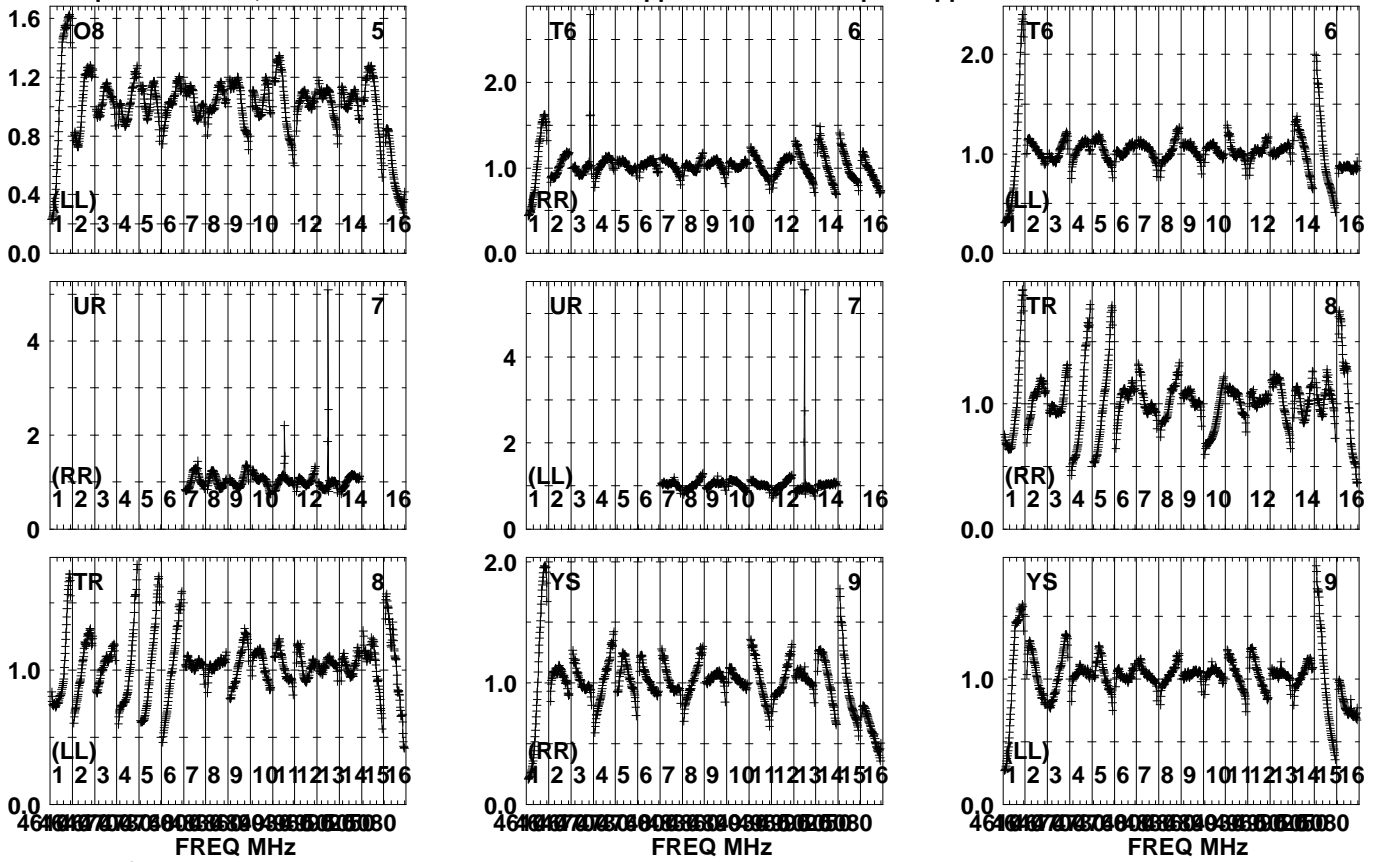 1.6 O8 5
1.2
0.8
0.4
(LL)
1 2 3 4 5 6 7 8 9 10 12 14 16
0.0
T6 6
2.0
1.0
(RR)
1 2 3 4 5 6 7 8 9 10 12 14 16
0.0
T6 6
2.0
1.0
(LL)
1 2 3 4 5 6 7 8 9 10 12 14 16
0.0
UR 7
4
2
(RR)
1 2 3 4 5 6 7 8 9 10 12 14 16
0
UR 7
4
2
(LL)
1 2 3 4 5 6 7 8 9 10 12 14 16
0
TR 8
1.0
(RR)
1 2 3 4 5 6 7 8 9 10 12 14 16
0.0
TR 8
1.0
(LL)
1 2 3 4 5 6 7 8 9 10 11 12 13 14 15 16
0.0
FREQ MHz
2.0 YS 9
1.0
(RR)
1 2 3 4 5 6 7 8 9 10 11 12 13 14 15 16
0.0
FREQ MHz
YS 9
1.0
(LL)
1 2 3 4 5 6 7 8 9 10 11 12 13 14 15 16
0.0
FREQ MHz